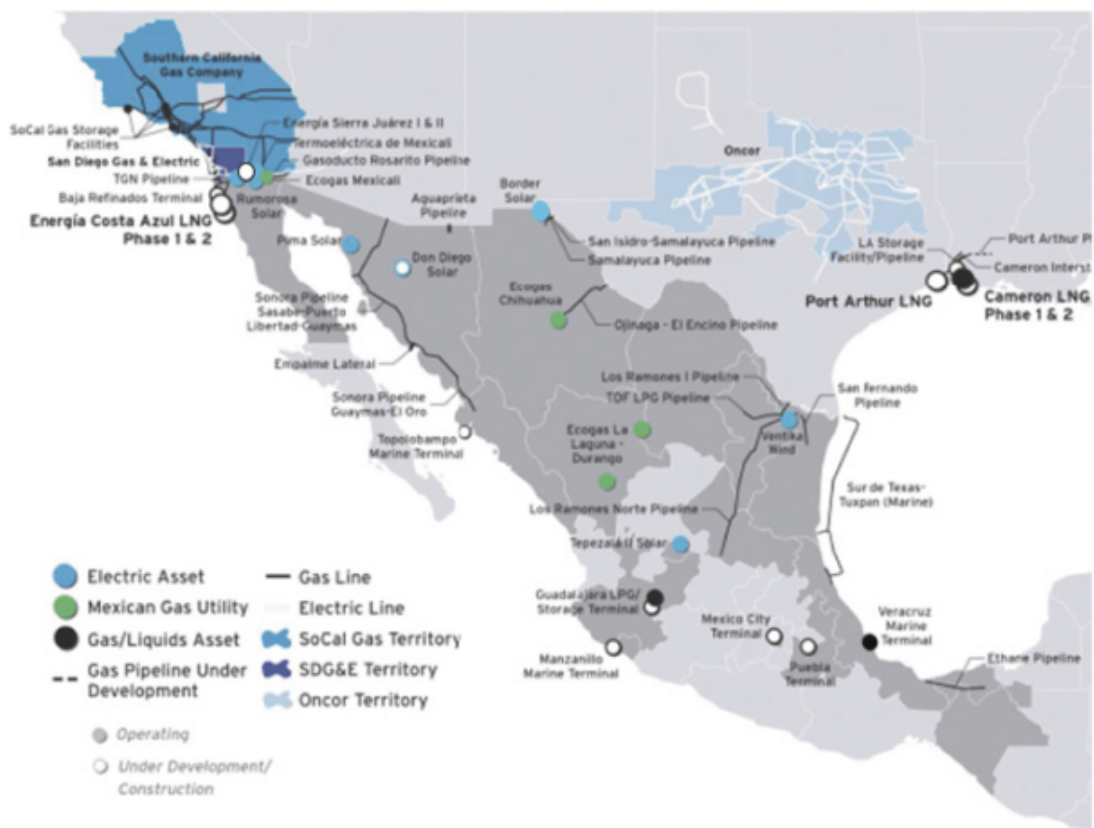 Southern California
Gas Company
SoCal Gas Storage
Facilities
Energía Sierra Juárez I & II
Termoeléctrica de Mexicali
San Diego Gas & Electric
Gasoducto Rosarito Pipeline
TGN Pipeline
Ecogas Mexicali
Baja Refinados Terminal
Rumorosa
Solar
Energía Costa Azul LNG
Phase 1 & 2
Pima Solar
Aquaprieta
Pipeline
Don Diego
Solar
Border
Solar
San Isidro-Samalayuca Pipeline
Samalayuca Pipeline
Oncor
LA Storage
Facility/Pipeline
Port Arthur
Cameron
Port Arthur LNG
Cameron LNG
Phase 1 & 2
Sonora Pipeline
Sasabe-Puerto
Libertad-Guaymas
Ecogas
Chihuahua
Ojinaga - El Encino Pipeline
Empalme Lateral
Sonora Pipeline
Guaymas-El Oro
Los Ramones I Pipeline
TDF LPG Pipeline
San Fernando
Pipeline
Topolobampo
Marine Terminal
Ecogas La
Laguna -
Durango
Ventika
Wind
Sur de Texas-
Tuxpan (Marine)
Los Ramones Norte Pipeline
Tepezalá II Solar
Guadalajara LPG/
Storage Terminal
Manzanillo
Marine Terminal
Mexico City
Terminal
Puebla
Terminal
Veracruz
Marine
Terminal
Ethane Pipeline
Electric Asset
Mexican Gas Utility
Gas/Liquids Asset
Gas Pipeline Under
Development
Operating
Under Development/
Construction
Gas Line
Electric Line
SoCal Gas Territory
SDG&E Territory
Oncor Territory